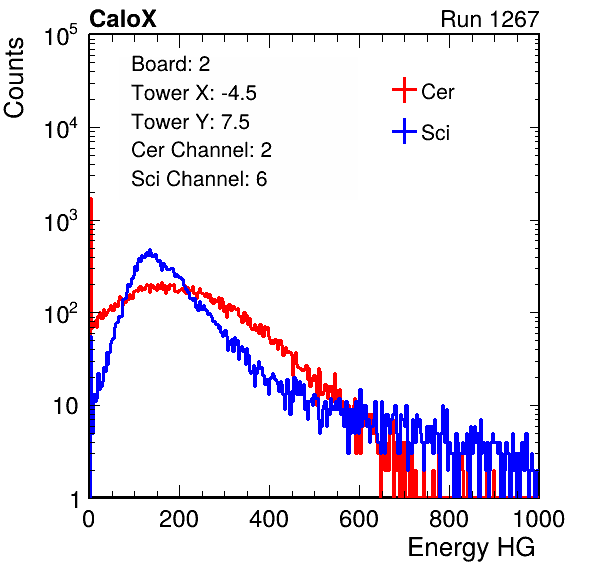 CaloX Run 1267
Counts
10^5
10^4
10^3
10^2
10
1
Board: 2
Tower X: -4.5
Tower Y: 7.5
Cer Channel: 2
Sci Channel: 6
Cer
Sci
0 200 400 600 800 1000
Energy HG